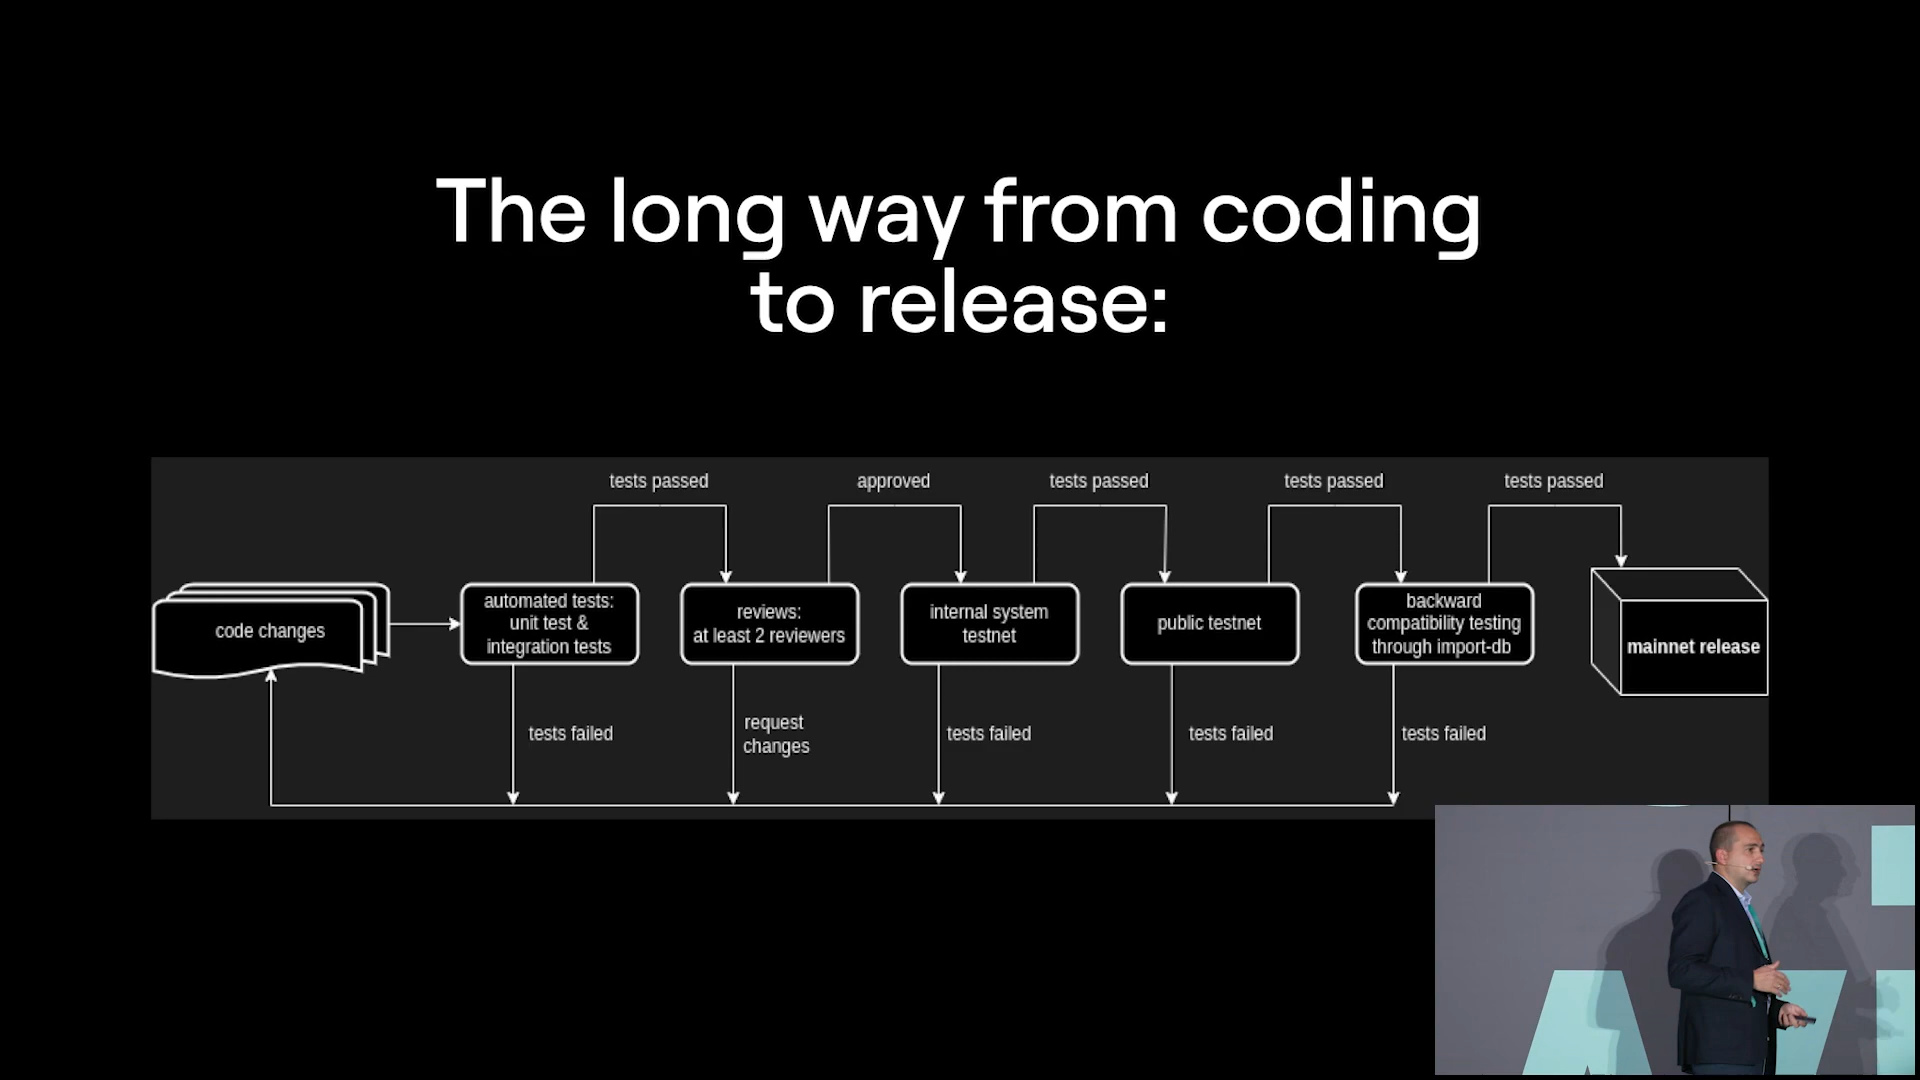 The long way from coding
to release:
tests passed
approved
tests passed
tests passed
tests passed
code changes
automated tests:
unit test &
integration tests
reviews:
at least 2 reviewers
internal system
testnet
public testnet
backward
compatibility testing
through import-db
mainnet release
tests failed
request
changes
tests failed
tests failed
tests failed